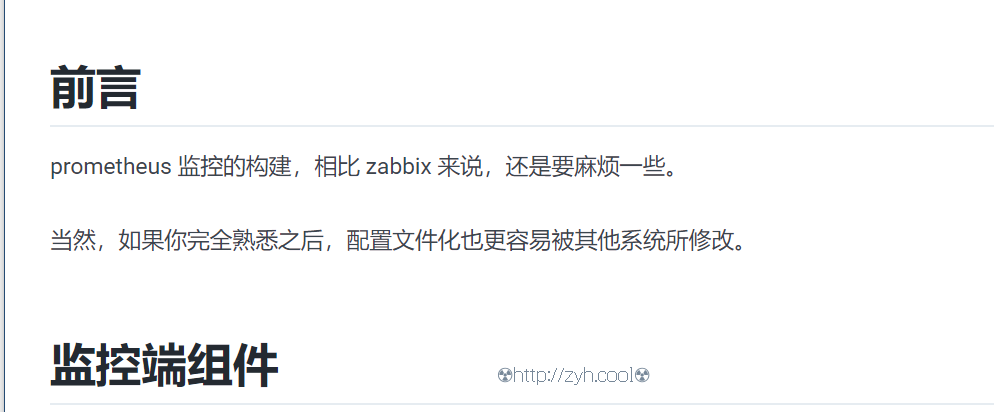 前言
prometheus 监控的构建，相比 zabbix 来说，还是要麻烦一些。
当然，如果你完全熟悉之后，配置文件化也更容易被其他系统所修改。
监控端组件
☢http://zyh.cool☢